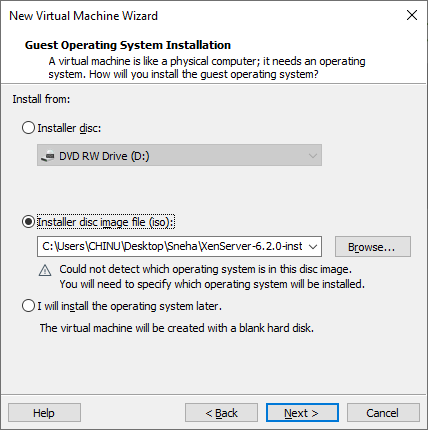 New Virtual Machine Wizard
Guest Operating System Installation
A virtual machine is like a physical computer; it needs an operating
system. How will you install the guest operating system?
Install from:
Installer disc:
DVD RW Drive (D:)
Installer disc image file (iso):
C:\Users\CHINU\Desktop\Sneha\XenServer-6.2.0-inst
Browse...
Could not detect which operating system is in this disc image.
You will need to specify which operating system will be installed.
I will install the operating system later.
The virtual machine will be created with a blank hard disk.
Help
< Back
Next >
Cancel